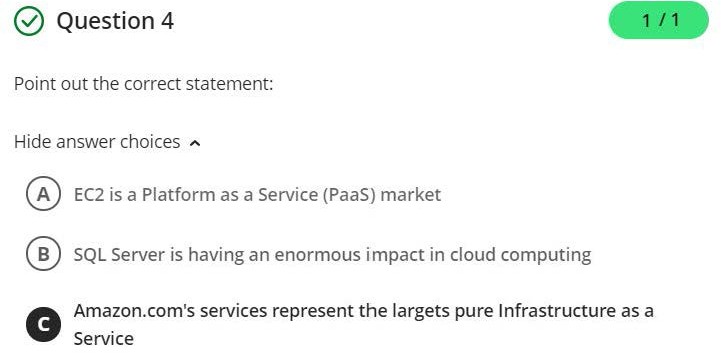 Question 4
1 / 1
Point out the correct statement:
Hide answer choices
A EC2 is a Platform as a Service (PaaS) market
B SQL Server is having an enormous impact in cloud computing
C Amazon.com's services represent the largets pure Infrastructure as a
Service